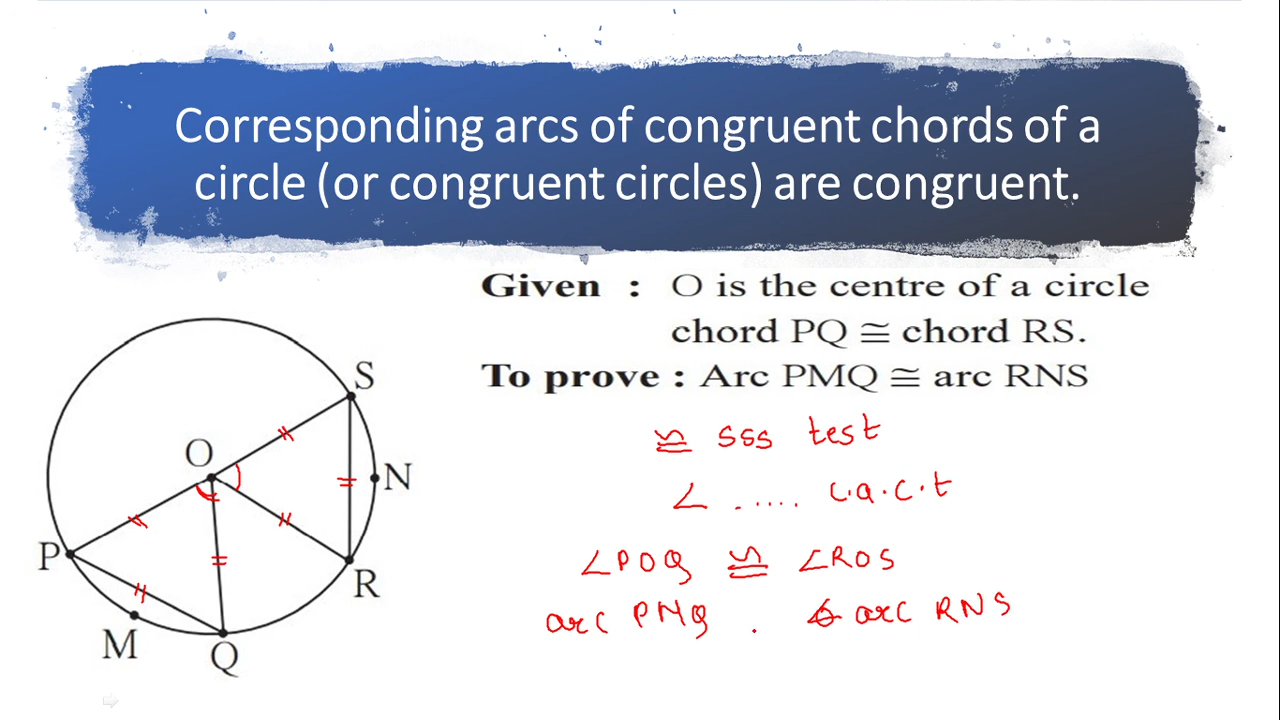 Corresponding arcs of congruent chords of a
circle (or congruent circles) are congruent.
Given : O is the centre of a circle
chord PQ ≅ chord RS.
To prove : Arc PMQ ≅ arc RNS
≅ sss test
∠ ..... c.a.c.t
∠POQ ≅ ∠ROS
arc PMQ . arc RNS
S
O
N
P
R
M
Q